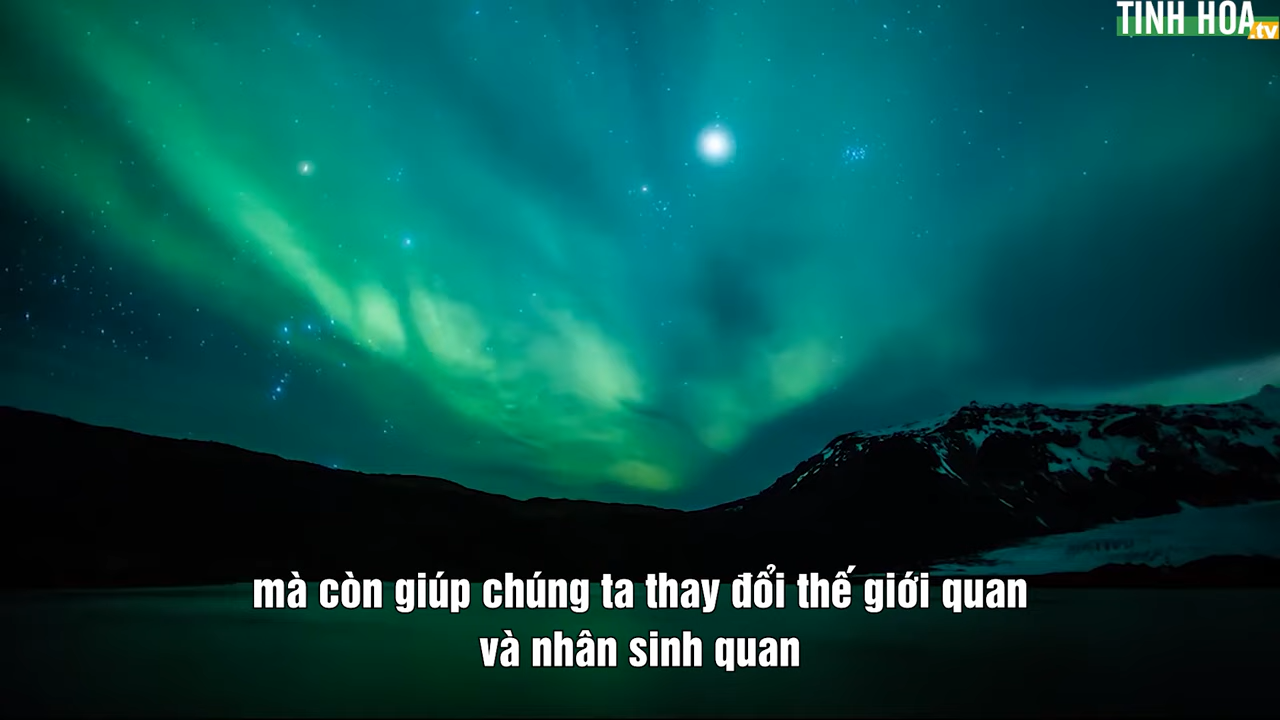 TINH HOA
.tv
mà còn giúp chúng ta thay đổi thế giới quan
và nhân sinh quan